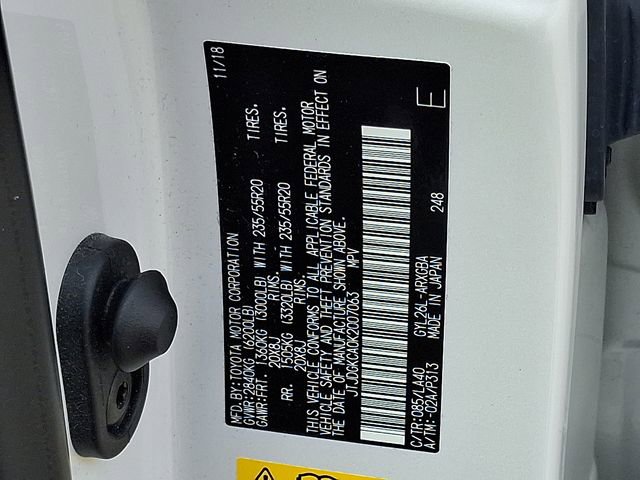 MFD. BY:TOYOTA MOTOR CORPORATION 11/18
GVWR:2840KG (6200LB)
GAWR:FRT. 1360KG (3000LB) WITH 235/55R20 TIRES.
20X8J RIMS.
RR. 1505KG (3320LB) WITH 235/55R20 TIRES.
20X8J RIMS.
THIS VEHICLE CONFORMS TO ALL APPLICABLE FEDERAL MOTOR
VEHICLE SAFETY AND THEFT PREVENTION STANDARDS IN EFFECT ON
THE DATE OF MANUFACTURE SHOWN ABOVE.
JTJDGKCA0K2007063 MPV
C/TR:085/LA40 GYL26L-ARXGBA 248 E
A/TM:-02A/P313 MADE IN JAPAN